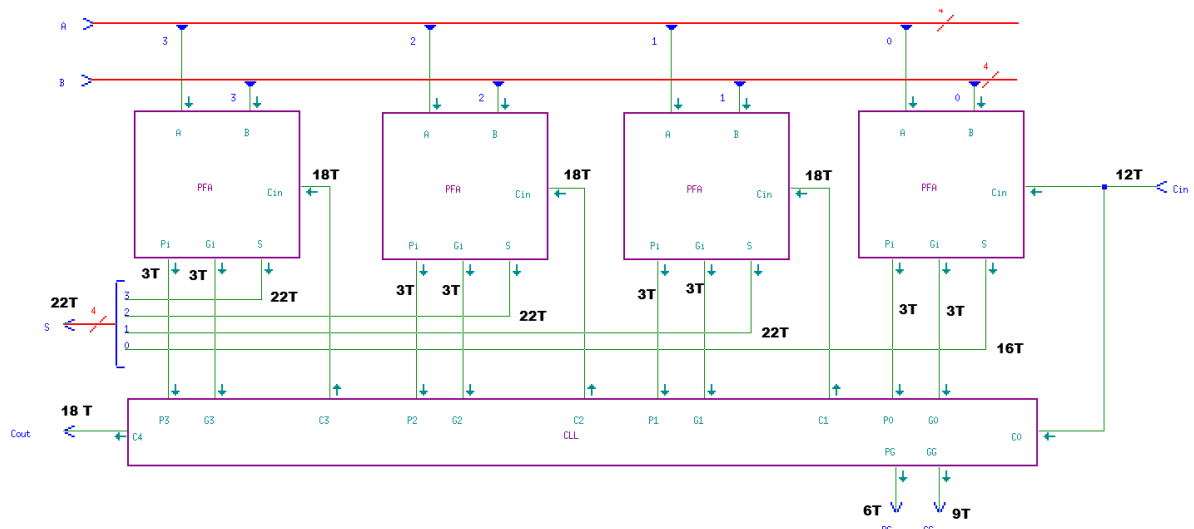 4
A
3 2 1 0
4
B
3 2 1 0
A B A B A B A B
18T 18T 18T 12T
PFA Cin PFA Cin PFA Cin PFA Cin Cin
Pi Gi S Pi Gi S Pi Gi S Pi Gi S
3T 3T 3T 3T 3T 3T 3T 3T
22T 4 3 22T
S 2 22T
1 22T
0 16T
18 T P3 G3 C3 P2 G2 C2 P1 G1 C1 P0 G0
Cout C4 CLL C0
PG GG
6T 9T
PG GG